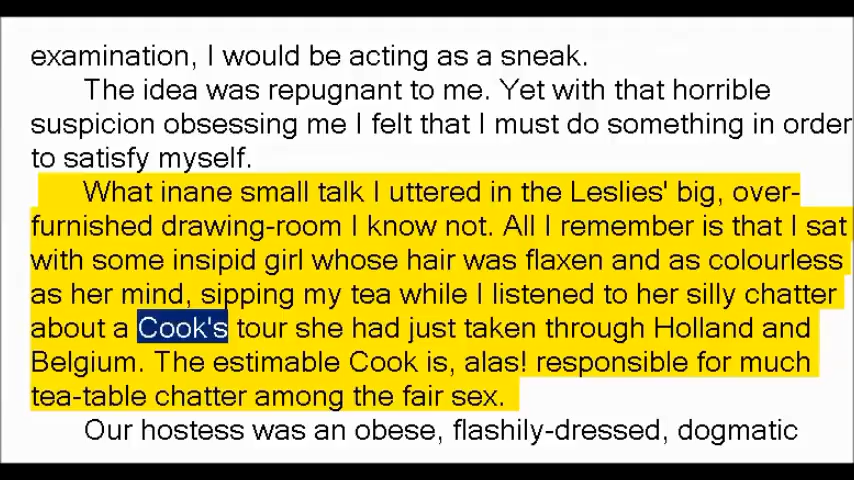 examination, I would be acting as a sneak.
The idea was repugnant to me. Yet with that horrible
suspicion obsessing me I felt that I must do something in order
to satisfy myself.
What inane small talk I uttered in the Leslies' big, over-
furnished drawing-room I know not. All I remember is that I sat
with some insipid girl whose hair was flaxen and as colourless
as her mind, sipping my tea while I listened to her silly chatter
about a Cook's tour she had just taken through Holland and
Belgium. The estimable Cook is, alas! responsible for much
tea-table chatter among the fair sex.
Our hostess was an obese, flashily-dressed, dogmatic